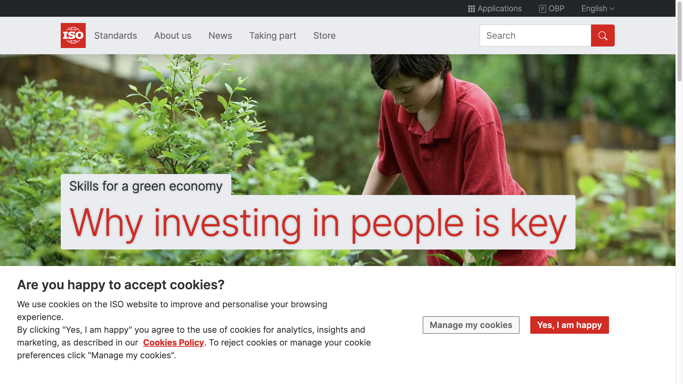 Applications OBP English
ISO Standards About us News Taking part Store Search
Skills for a green economy
Why investing in people is key
Are you happy to accept cookies?
We use cookies on the ISO website to improve and personalise your browsing
experience.
By clicking "Yes, I am happy" you agree to the use of cookies for analytics, insights and
marketing, as described in our Cookies Policy. To reject cookies or manage your cookie
preferences click "Manage my cookies".
Manage my cookies Yes, I am happy